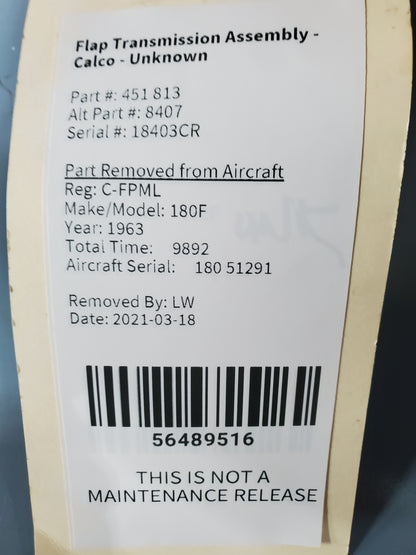 Flap Transmission Assembly -
Calco - Unknown
Part #: 451 813
Alt Part #: 8407
Serial #: 18403CR
Part Removed from Aircraft
Reg: C-FPML
Make/Model: 180F
Year: 1963
Total Time: 9892
Aircraft Serial: 180 51291
Removed By: LW
Date: 2021-03-18
56489516
THIS IS NOT A
MAINTENANCE RELEASE